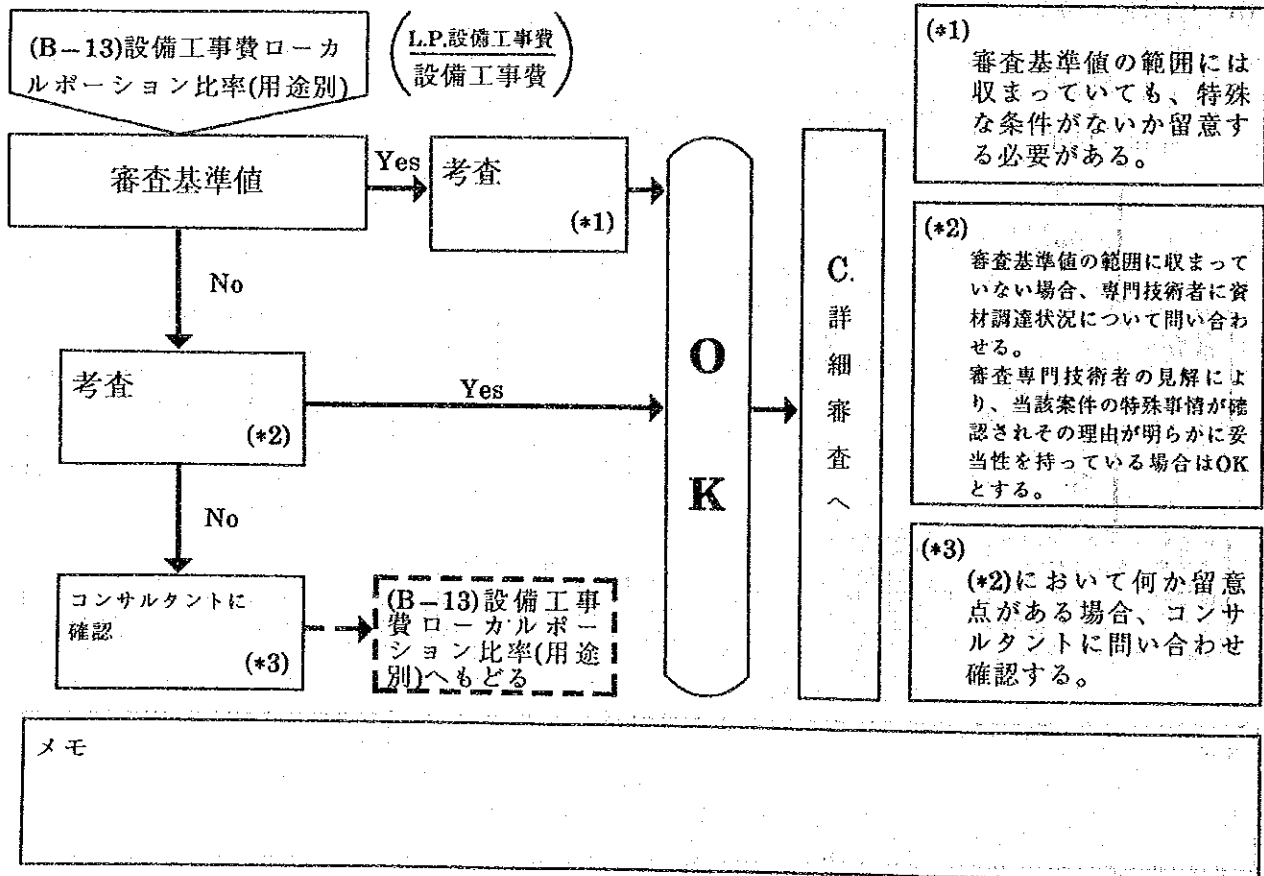 (B-13)設備工事費ローカ
ルポーション比率(用途別)
L.P.設備工事費
設備工事費
審査基準値
Yes
考査
(*1)
No
考査
(*2)
Yes
No
コンサルタントに
確認
(*3)
(B-13)設備工事
費ローカルポー
ション比率(用途
別)へもどる
O
K
C.
詳
細
審
査
へ
(*1)
審査基準値の範囲には
収まっていても、特殊
な条件がないか留意す
る必要がある。
(*2)
審査基準値の範囲に収まって
いない場合、専門技術者に資
材調達状況について問い合わ
せる。
審査専門技術者の見解によ
り、当該案件の特殊事情が確
認されその理由が明らかに妥
当性を持っている場合はOK
とする。
(*3)
(*2)において何か留意
点がある場合、コンサ
ルタントに問い合わせ
確認する。
メモ